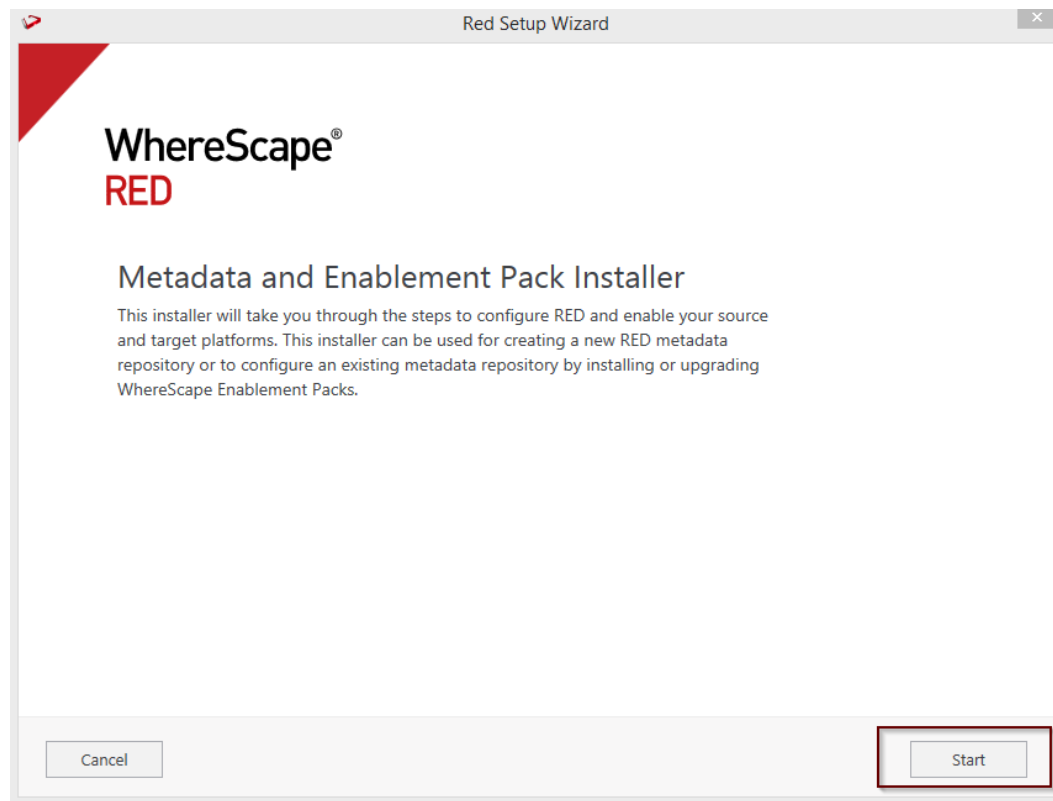 Red Setup Wizard
WhereScape®
RED
Metadata and Enablement Pack Installer
This installer will take you through the steps to configure RED and enable your source
and target platforms. This installer can be used for creating a new RED metadata
repository or to configure an existing metadata repository by installing or upgrading
WhereScape Enablement Packs.
Cancel
Start